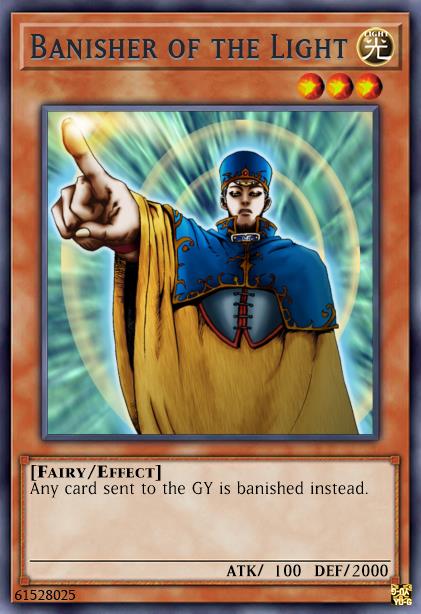 BANISHER OF THE LIGHT
LIGHT
光
[FAIRY/EFFECT]
Any card sent to the GY is banished instead.
ATK/ 100 DEF/2000
61528025